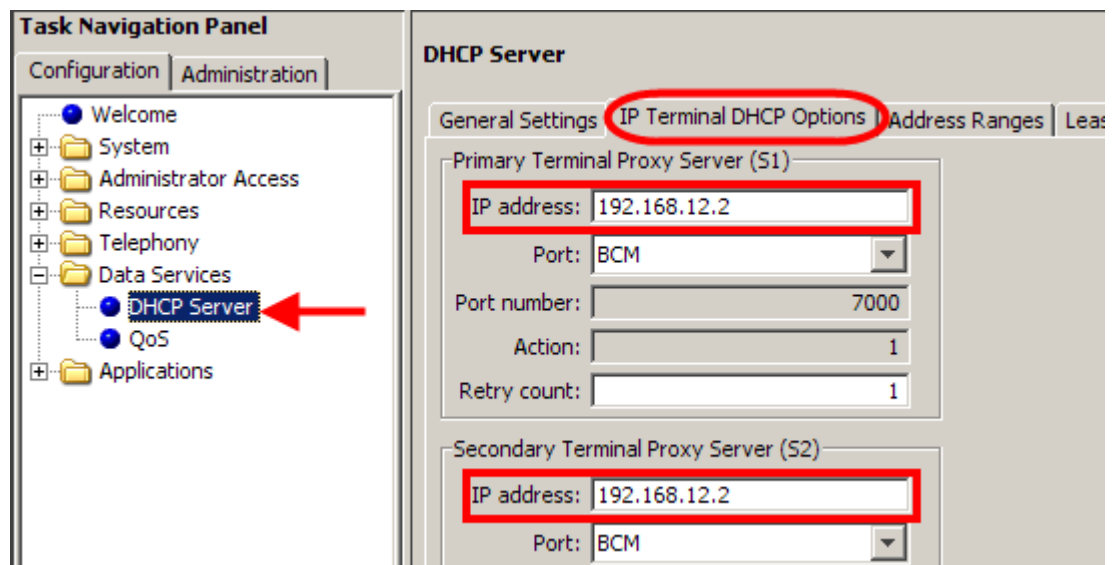 Task Navigation Panel
Configuration
Administration
Welcome
System
Administrator Access
Resources
Telephony
Data Services
DHCP Server
QoS
Applications
DHCP Server
General Settings
IP Terminal DHCP Options
Address Ranges
Leas
Primary Terminal Proxy Server (S1)
IP address: 192.168.12.2
Port: BCM
Port number: 7000
Action: 1
Retry count: 1
Secondary Terminal Proxy Server (S2)
IP address: 192.168.12.2
Port: BCM